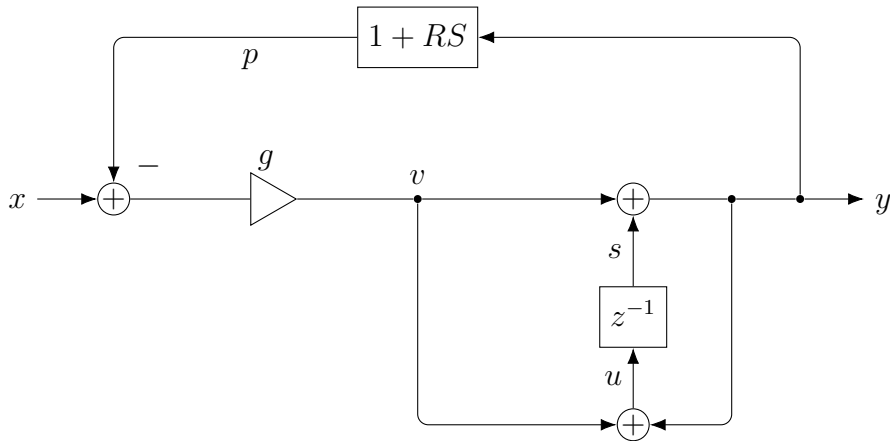 1 + RS
p
−
g
x
+
v
+
y
s
z⁻¹
u
+